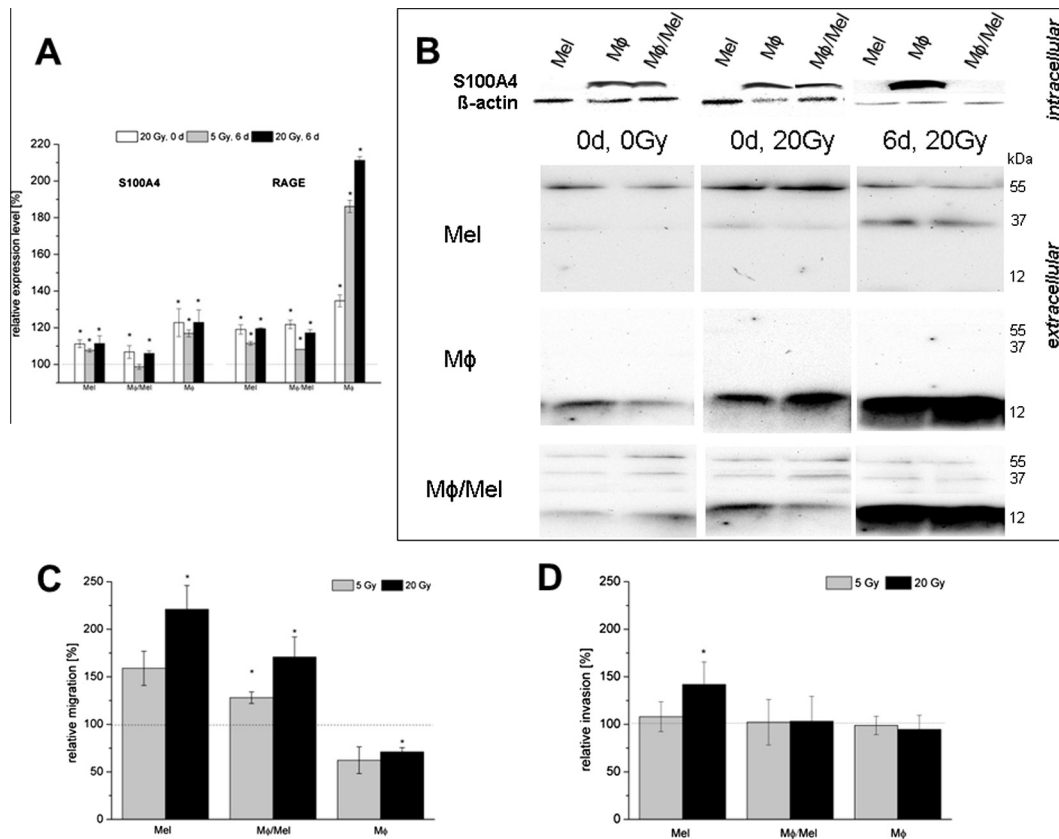 A
20 Gy, 0 d 5 Gy, 6 d 20 Gy, 6 d
S100A4 RAGE
relative expression level [%]
220
200
180
160
140
120
100
Mel Mϕ/Mel Mϕ Mel Mϕ/Mel Mϕ
* * * * * * * * * * * * * * * * *
B
Mel Mϕ Mϕ/Mel Mel Mϕ Mϕ/Mel Mel Mϕ Mϕ/Mel
S100A4
ß-actin
intracellular
0d, 0Gy 0d, 20Gy 6d, 20Gy
kDa
Mel
55
37
12
Mϕ
55
37
12
Mϕ/Mel
55
37
12
extracellular
C
5 Gy 20 Gy
relative migration [%]
250
200
150
100
50
0
* * * *
Mel Mϕ/Mel Mϕ
D
5 Gy 20 Gy
relative invasion [%]
250
200
150
100
50
0
*
Mel Mϕ/Mel Mϕ